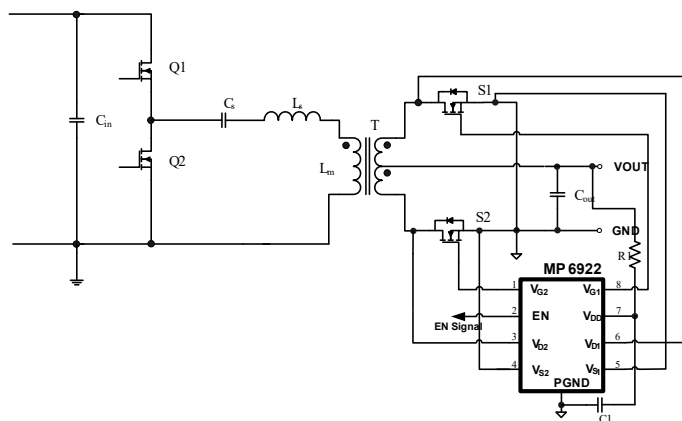 Q1
S1
Cs
Ls
T
Cin
Lm
VOUT
Cout
Q2
S2
GND
R1
MP6922
1 VG2 VG1 8
2 EN VDD 7
EN Signal
3 VD2 VD1 6
4 VS2 VS1 5
PGND
C1